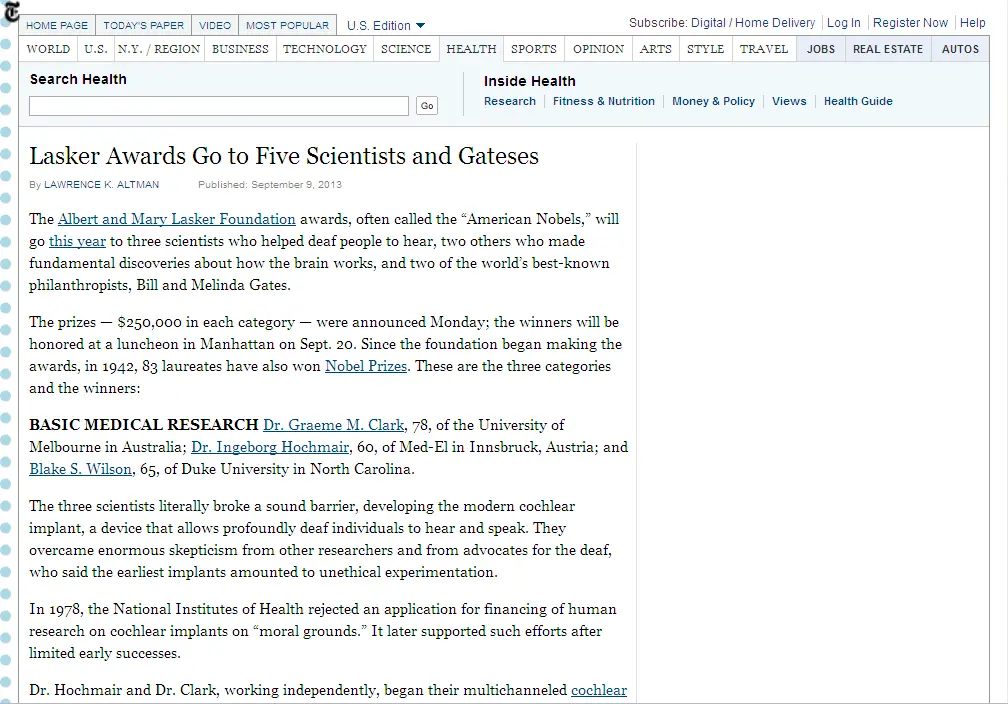 HOME PAGE TODAY'S PAPER VIDEO MOST POPULAR U.S. Edition Subscribe: Digital / Home Delivery Log In Register Now Help
WORLD U.S. N.Y. / REGION BUSINESS TECHNOLOGY SCIENCE HEALTH SPORTS OPINION ARTS STYLE TRAVEL JOBS REAL ESTATE AUTOS
Search Health
Go
Inside Health
Research Fitness & Nutrition Money & Policy Views Health Guide
Lasker Awards Go to Five Scientists and Gateses
By LAWRENCE K. ALTMAN Published: September 9, 2013
The Albert and Mary Lasker Foundation awards, often called the “American Nobels,” will
go this year to three scientists who helped deaf people to hear, two others who made
fundamental discoveries about how the brain works, and two of the world’s best-known
philanthropists, Bill and Melinda Gates.
The prizes — $250,000 in each category — were announced Monday; the winners will be
honored at a luncheon in Manhattan on Sept. 20. Since the foundation began making the
awards, in 1942, 83 laureates have also won Nobel Prizes. These are the three categories
and the winners:
BASIC MEDICAL RESEARCH Dr. Graeme M. Clark, 78, of the University of
Melbourne in Australia; Dr. Ingeborg Hochmair, 60, of Med-El in Innsbruck, Austria; and
Blake S. Wilson, 65, of Duke University in North Carolina.
The three scientists literally broke a sound barrier, developing the modern cochlear
implant, a device that allows profoundly deaf individuals to hear and speak. They
overcame enormous skepticism from other researchers and from advocates for the deaf,
who said the earliest implants amounted to unethical experimentation.
In 1978, the National Institutes of Health rejected an application for financing of human
research on cochlear implants on “moral grounds.” It later supported such efforts after
limited early successes.
Dr. Hochmair and Dr. Clark, working independently, began their multichanneled cochlear